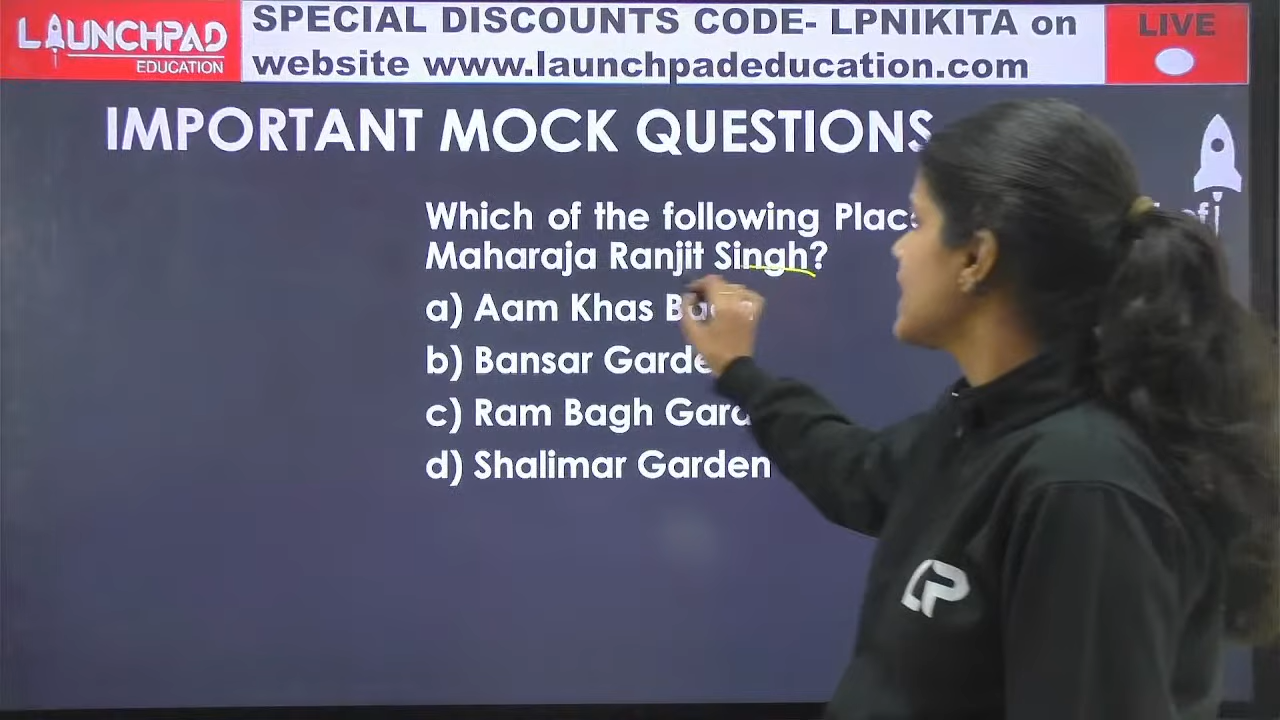 LAUNCHPAD
EDUCATION
SPECIAL DISCOUNTS CODE- LPNIKITA on
website www.launchpadeducation.com
LIVE
IMPORTANT MOCK QUESTIONS
Which of the following of
Maharaja Ranjit Singh?
a) Aam Khas
b) Bansar
c) Ram Bagh
d) Shalimar Garden
LP